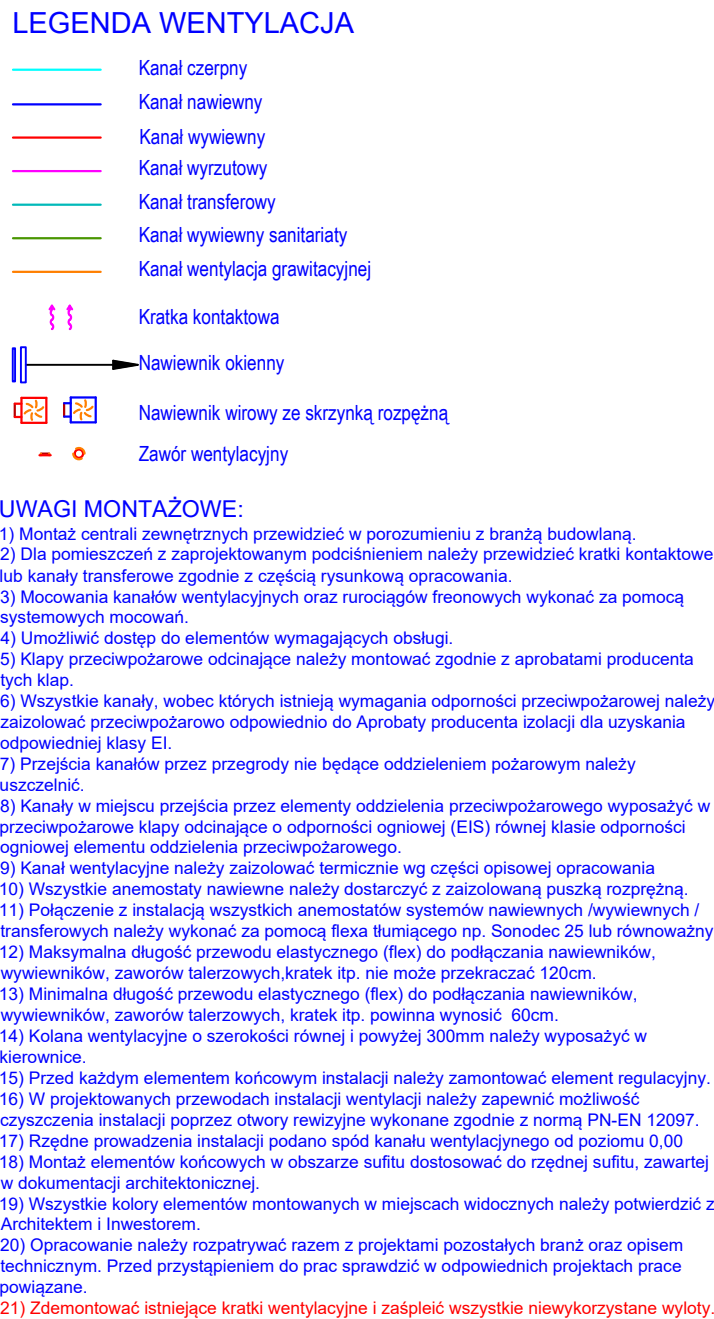 LEGENDA WENTYLACJA
Kanał czerpny
Kanał nawiewny
Kanał wywiewny
Kanał wyrzutowy
Kanał transferowy
Kanał wywiewny sanitariaty
Kanał wentylacja grawitacyjnej
Kratka kontaktowa
Nawiewnik okienny
Nawiewnik wirowy ze skrzynką rozpężną
Zawór wentylacyjny
UWAGI MONTAŻOWE:
1) Montaż centrali zewnętrznych przewidzieć w porozumieniu z branżą budowlaną.
2) Dla pomieszczeń z zaprojektowanym podciśnieniem należy przewidzieć kratki kontaktowe
lub kanały transferowe zgodnie z częścią rysunkową opracowania.
3) Mocowania kanałów wentylacyjnych oraz rurociągów freonowych wykonać za pomocą
systemowych mocowań.
4) Umożliwić dostęp do elementów wymagających obsługi.
5) Klapy przeciwpożarowe odcinające należy montować zgodnie z aprobatami producenta
tych klap.
6) Wszystkie kanały, wobec których istnieją wymagania odporności przeciwpożarowej należy
zaizolować przeciwpożarowo odpowiednio do Aprobaty producenta izolacji dla uzyskania
odpowiedniej klasy EI.
7) Przejścia kanałów przez przegrody nie będące oddzieleniem pożarowym należy
uszczelnić.
8) Kanały w miejscu przejścia przez elementy oddzielenia przeciwpożarowego wyposażyć w
przeciwpożarowe klapy odcinające o odporności ogniowej (EIS) równej klasie odporności
ogniowej elementu oddzielenia przeciwpożarowego.
9) Kanał wentylacyjne należy zaizolować termicznie wg części opisowej opracowania
10) Wszystkie anemostaty nawiewne należy dostarczyć z zaizolowaną puszką rozprężną.
11) Połączenie z instalacją wszystkich anemostatów systemów nawiewnych /wywiewnych /
transferowych należy wykonać za pomocą flexa tłumiącego np. Sonodec 25 lub równoważny
12) Maksymalna długość przewodu elastycznego (flex) do podłączania nawiewników,
wywiewników, zaworów talerzowych,kratek itp. nie może przekraczać 120cm.
13) Minimalna długość przewodu elastycznego (flex) do podłączania nawiewników,
wywiewników, zaworów talerzowych, kratek itp. powinna wynosić  60cm.
14) Kolana wentylacyjne o szerokości równej i powyżej 300mm należy wyposażyć w
kierownice.
15) Przed każdym elementem końcowym instalacji należy zamontować element regulacyjny.
16) W projektowanych przewodach instalacji wentylacji należy zapewnić możliwość
czyszczenia instalacji poprzez otwory rewizyjne wykonane zgodnie z normą PN-EN 12097.
17) Rzędne prowadzenia instalacji podano spód kanału wentylacjynego od poziomu 0,00
18) Montaż elementów końcowych w obszarze sufitu dostosować do rzędnej sufitu, zawartej
w dokumentacji architektonicznej.
19) Wszystkie kolory elementów montowanych w miejscach widocznych należy potwierdzić z
Architektem i Inwestorem.
20) Opracowanie należy rozpatrywać razem z projektami pozostałych branż oraz opisem
technicznym. Przed przystąpieniem do prac sprawdzić w odpowiednich projektach prace
powiązane.
21) Zdemontować istniejące kratki wentylacyjne i zaśpleić wszystkie niewykorzystane wyloty.